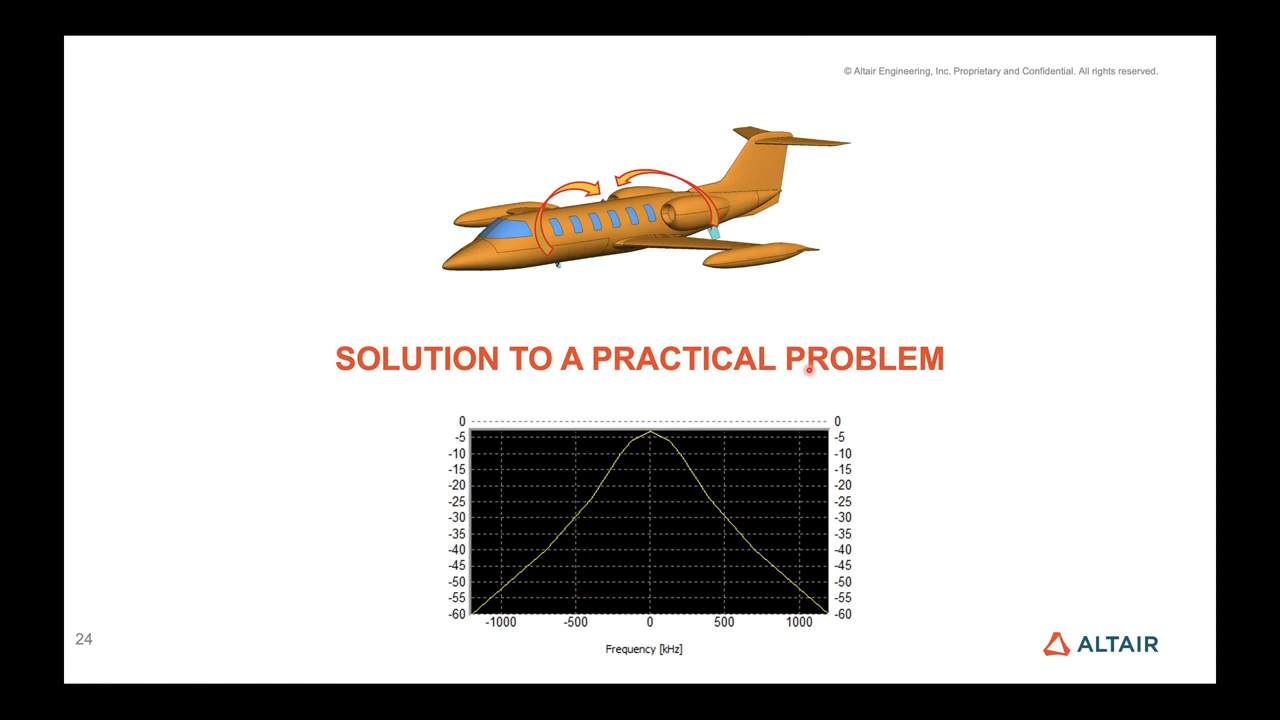 © Altair Engineering, Inc. Proprietary and Confidential. All rights reserved.
SOLUTION TO A PRACTICAL PROBLEM
0 0
-5 -5
-10 -10
-15 -15
-20 -20
-25 -25
-30 -30
-35 -35
-40 -40
-45 -45
-50 -50
-55 -55
-60 -60
-1000 -500 0 500 1000
Frequency [kHz]
24
ALTAIR